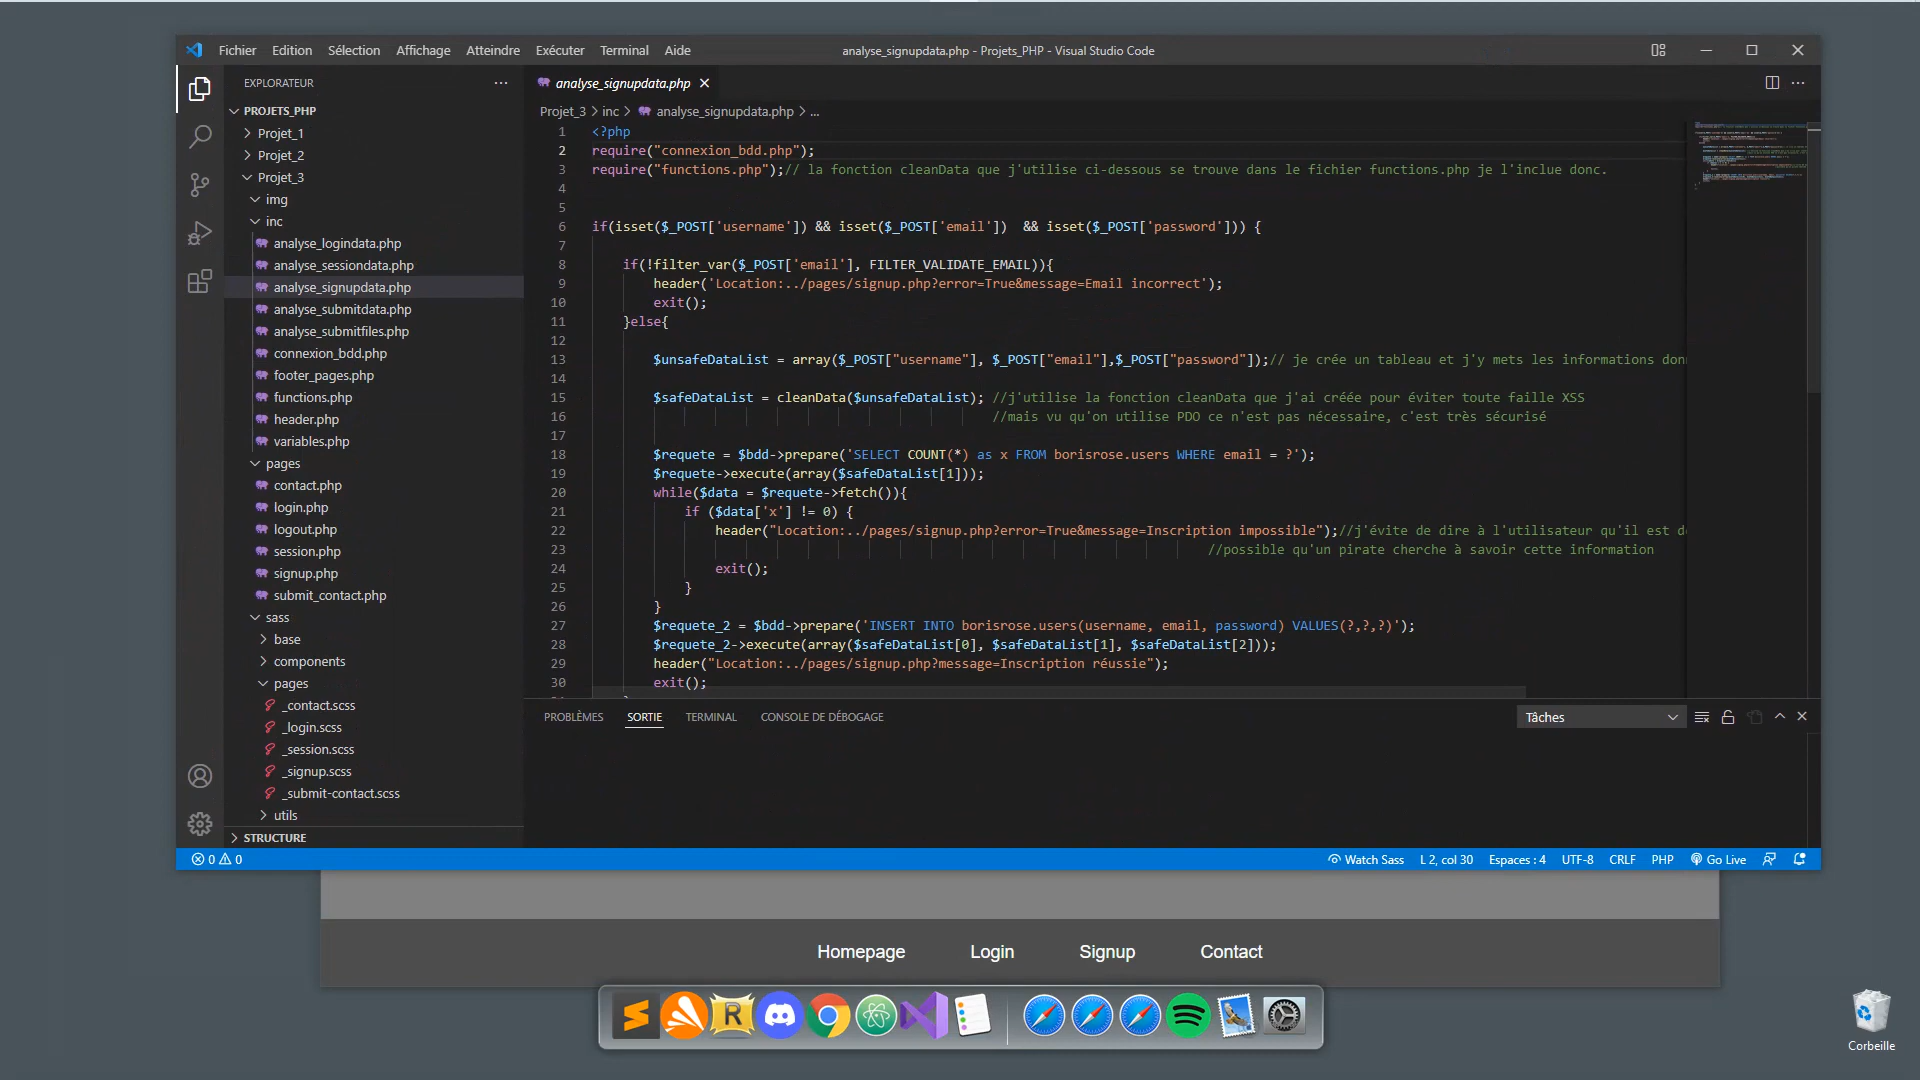 Fichier Edition Sélection Affichage Atteindre Exécuter Terminal Aide analyse_signupdata.php - Projets_PHP - Visual Studio Code
EXPLORATEUR
PROJETS_PHP
Projet_1
Projet_2
Projet_3
img
inc
analyse_logindata.php
analyse_sessiondata.php
analyse_signupdata.php
analyse_submitdata.php
analyse_submitfiles.php
connexion_bdd.php
footer_pages.php
functions.php
header.php
variables.php
pages
contact.php
login.php
logout.php
session.php
signup.php
submit_contact.php
sass
base
components
pages
_contact.scss
_login.scss
_session.scss
_signup.scss
_submit-contact.scss
utils
STRUCTURE
analyse_signupdata.php
Projet_3 > inc > analyse_signupdata.php > ...
1 <?php
2 require("connexion_bdd.php");
3 require("functions.php");// la fonction cleanData que j'utilise ci-dessous se trouve dans le fichier functions.php je l'inclue donc.
4
5
6 if(isset($_POST['username']) && isset($_POST['email'])  && isset($_POST['password'])) {
7
8 if(!filter_var($_POST['email'], FILTER_VALIDATE_EMAIL)){
9 header('Location:../pages/signup.php?error=True&message=Email incorrect');
10 exit();
11 }else{
12
13 $unsafeDataList = array($_POST["username"], $_POST["email"],$_POST["password"]);// je crée un tableau et j'y mets les informations don
14
15 $safeDataList = cleanData($unsafeDataList); //j'utilise la fonction cleanData que j'ai créée pour éviter toute faille XSS
16 //mais vu qu'on utilise PDO ce n'est pas nécessaire, c'est très sécurisé
17
18 $requete = $bdd->prepare('SELECT COUNT(*) as x FROM borisrose.users WHERE email = ?');
19 $requete->execute(array($safeDataList[1]));
20 while($data = $requete->fetch()){
21 if ($data['x'] != 0) {
22 header("Location:../pages/signup.php?error=True&message=Inscription impossible");//j'évite de dire à l'utilisateur qu'il est d
23 //possible qu'un pirate cherche à savoir cette information
24 exit();
25 }
26 }
27 $requete_2 = $bdd->prepare('INSERT INTO borisrose.users(username, email, password) VALUES(?,?,?)');
28 $requete_2->execute(array($safeDataList[0], $safeDataList[1], $safeDataList[2]));
29 header("Location:../pages/signup.php?message=Inscription réussie");
30 exit();
PROBLÈMES SORTIE TERMINAL CONSOLE DE DÉBOGAGE Tâches
0 0 Watch Sass L 2, col 30 Espaces : 4 UTF-8 CRLF PHP Go Live
Homepage Login Signup Contact
R
Corbeille